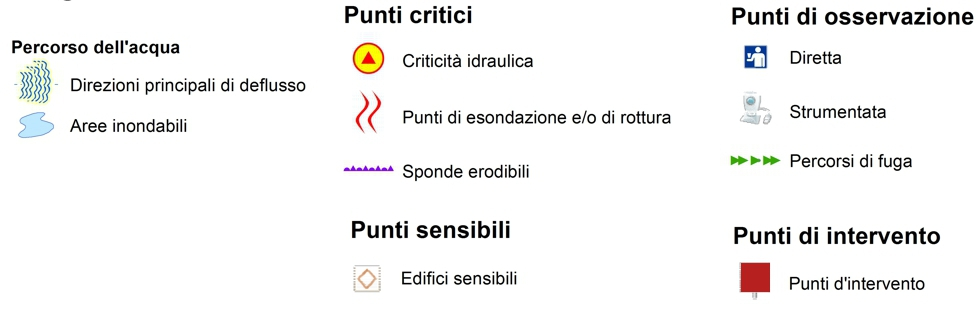 Percorso dell'acqua
Direzioni principali di deflusso
Aree inondabili
Punti critici
Criticità idraulica
Punti di esondazione e/o di rottura
Sponde erodibili
Punti sensibili
Edifici sensibili
Punti di osservazione
Diretta
Strumentata
Percorsi di fuga
Punti di intervento
Punti d'intervento